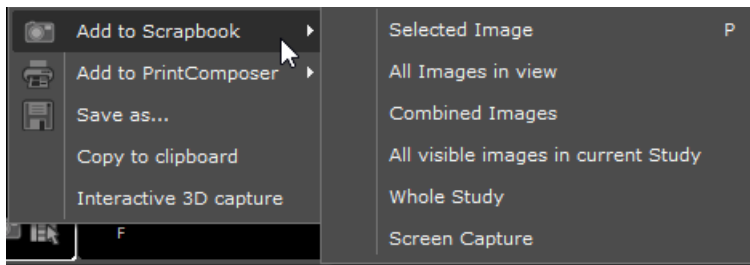 Add to Scrapbook
Add to PrintComposer
Save as...
Copy to clipboard
Interactive 3D capture
F
Selected Image P
All Images in view
Combined Images
All visible images in current Study
Whole Study
Screen Capture